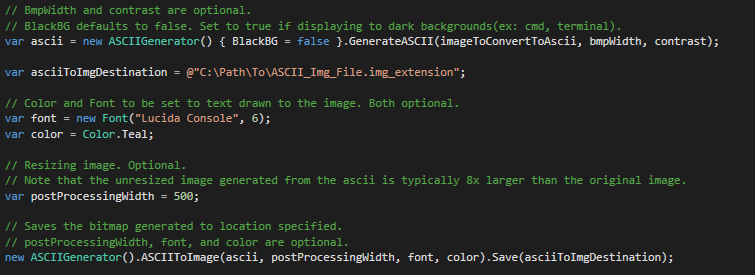 // BmpWidth and contrast are optional.
// BlackBG defaults to false. Set to true if displaying to dark backgrounds(ex: cmd, terminal).
var ascii = new ASCIIGenerator() { BlackBG = false }.GenerateASCII(imageToConvertToAscii, bmpWidth, contrast);
var asciiToImgDestination = @"C:\Path\To\ASCII_Img_File.img_extension";
// Color and Font to be set to text drawn to the image. Both optional.
var font = new Font("Lucida Console", 6);
var color = Color.Teal;
// Resizing image. Optional.
// Note that the unresized image generated from the ascii is typically 8x larger than the original image.
var postProcessingWidth = 500;
// Saves the bitmap generated to location specified.
// postProcessingWidth, font, and color are optional.
new ASCIIGenerator().ASCIIToImage(ascii, postProcessingWidth, font, color).Save(asciiToImgDestination);